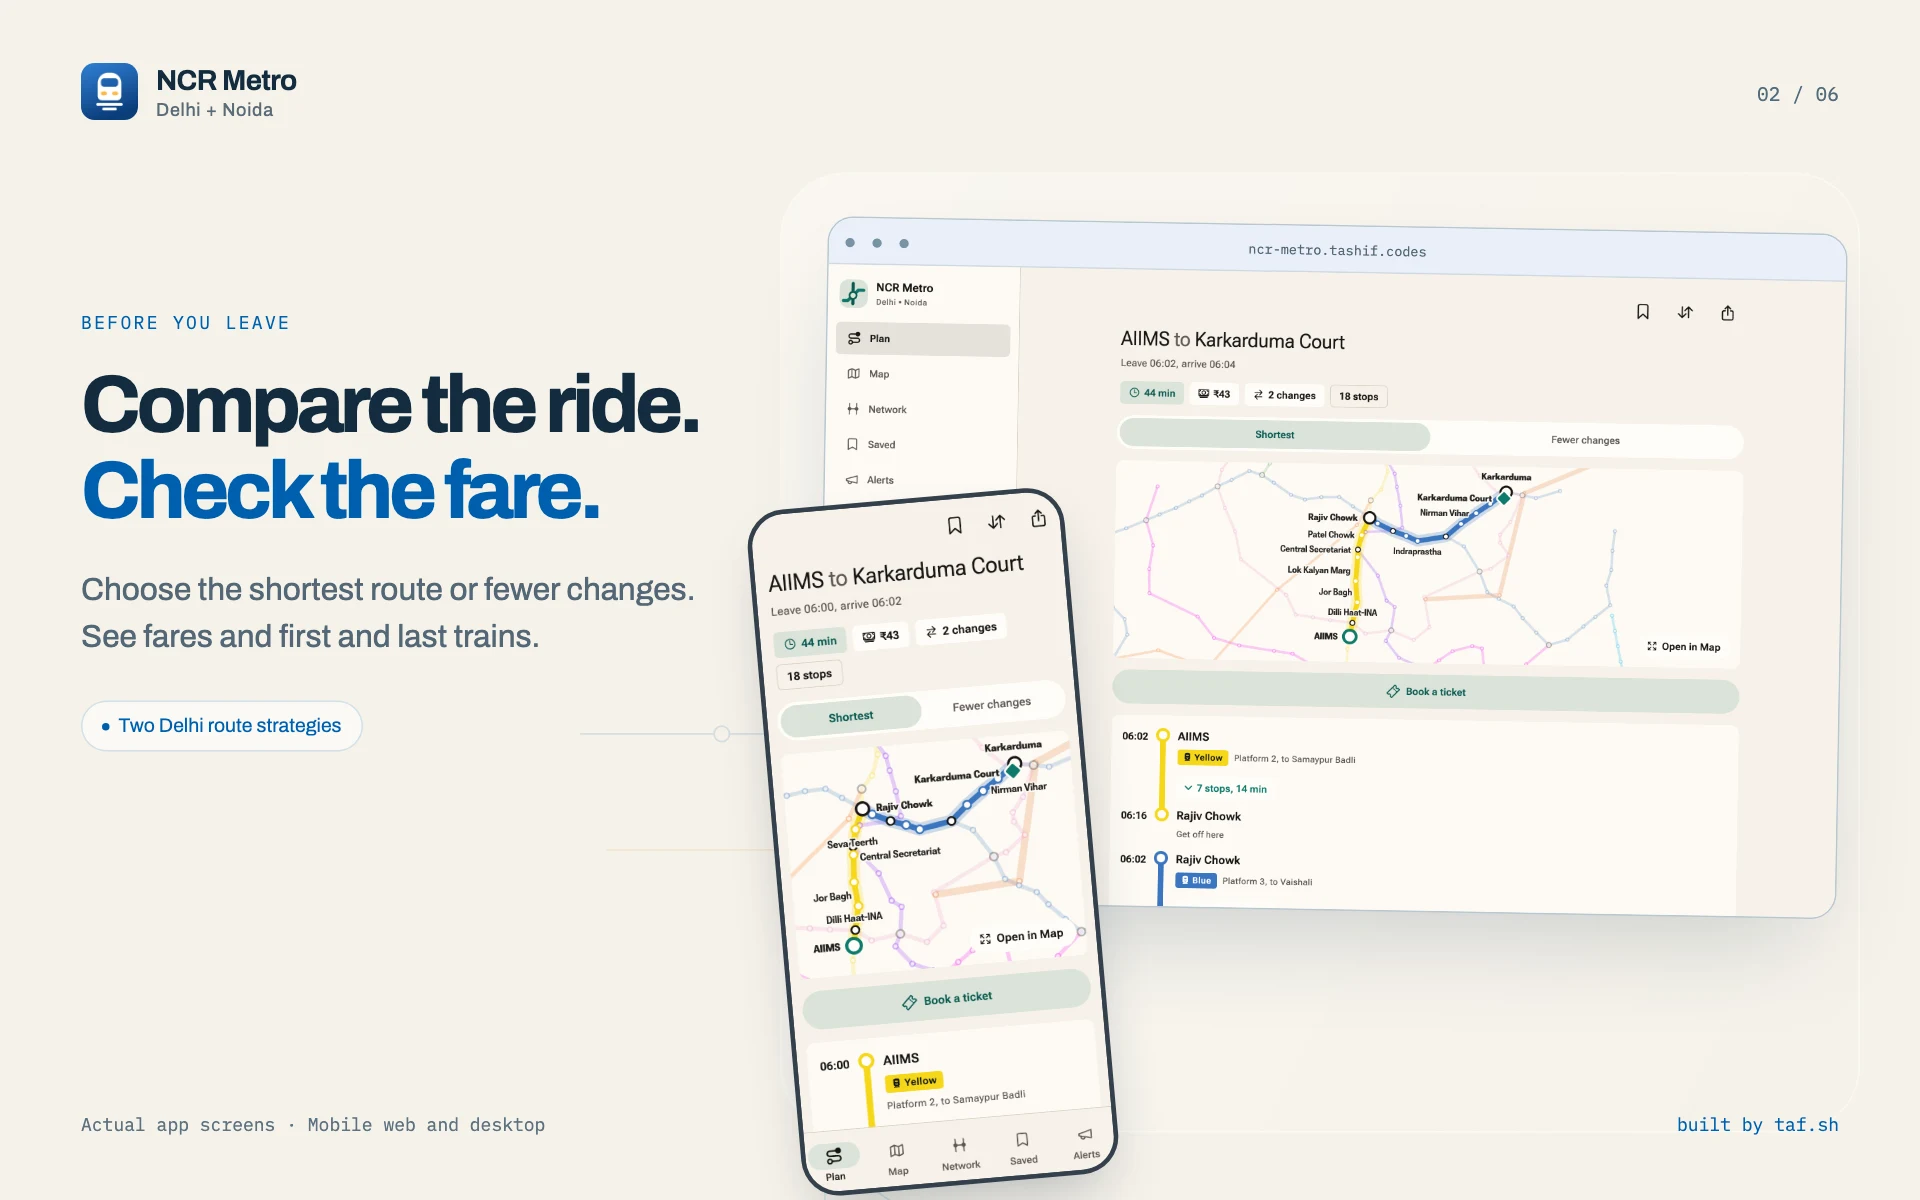 NCR Metro
Delhi + Noida
02 / 06
BEFORE YOU LEAVE
Compare the ride.
Check the fare.
Choose the shortest route or fewer changes.
See fares and first and last trains.
Two Delhi route strategies
ncr-metro.tashif.codes
NCR Metro
Delhi • Noida
Plan
Map
Network
Saved
Alerts
AIIMS to Karkarduma Court
Leave 06:02, arrive 06:04
44 min
₹43
2 changes
18 stops
Shortest
Fewer changes
Karkarduma
Karkarduma Court
Nirman Vihar
Rajiv Chowk
Patel Chowk
Central Secretariat
Indraprastha
Lok Kalyan Marg
Jor Bagh
Dilli Haat-INA
AIIMS
Open in Map
Book a ticket
06:02 AIIMS
Yellow Platform 2, to Samaypur Badli
7 stops, 14 min
06:16 Rajiv Chowk
Get off here
06:02 Rajiv Chowk
Blue Platform 3, to Vaishali
AIIMS to Karkarduma Court
Leave 06:00, arrive 06:02
44 min
₹43
2 changes
18 stops
Shortest
Fewer changes
Karkarduma
Karkarduma Court
Nirman Vihar
Rajiv Chowk
Seva Teerth
Central Secretariat
Jor Bagh
Dilli Haat-INA
AIIMS
Open in Map
Book a ticket
06:00 AIIMS
Yellow
Platform 2, to Samaypur Badli
Plan
Map
Network
Saved
Alerts
Actual app screens · Mobile web and desktop
built by taf.sh